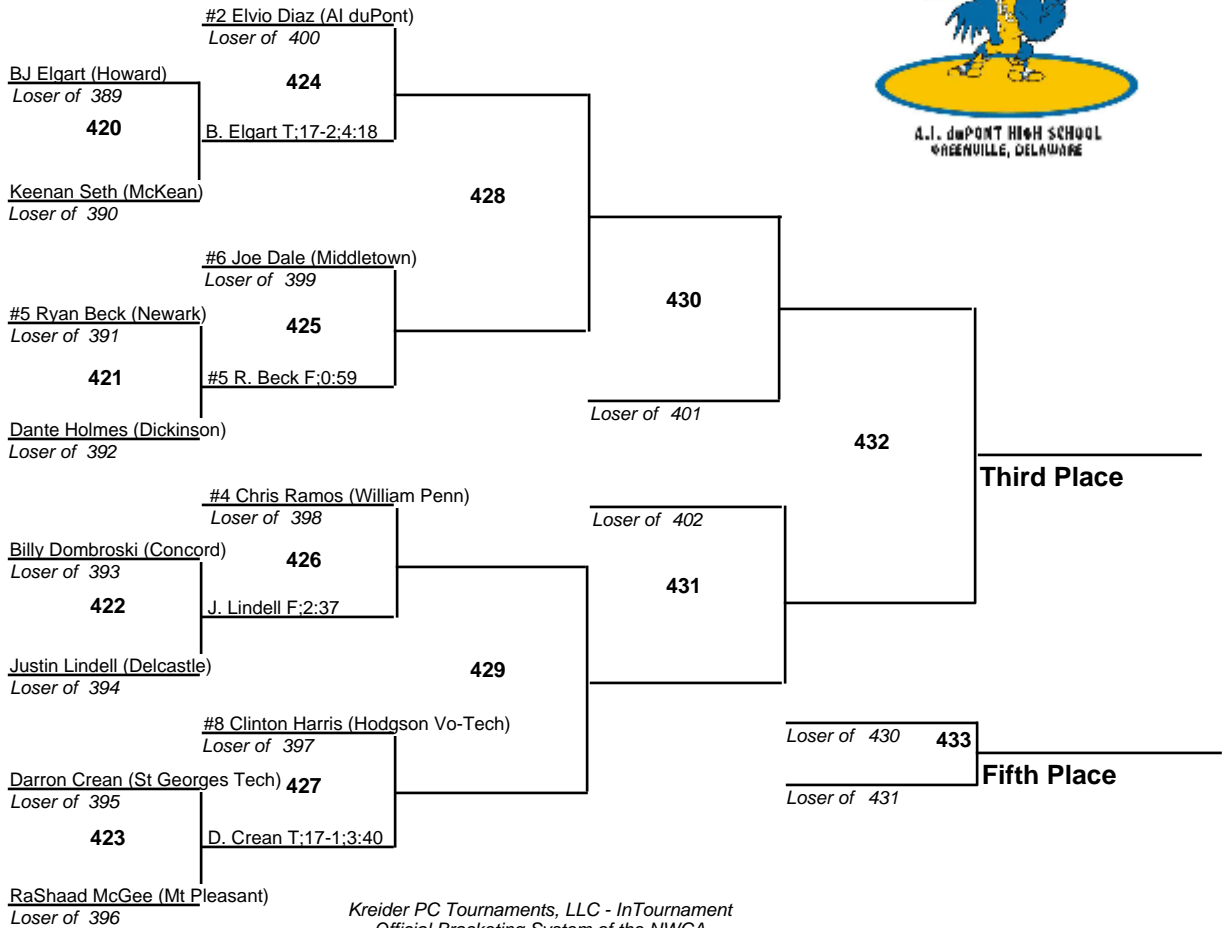 #2 Elvio Diaz (AI duPont)
Loser of 400
BJ Elgart (Howard)
Loser of 389
424
420
B. Elgart T;17-2;4:18
A.I. duPONT HIGH SCHOOL
GREENVILLE, DELAWARE
Keenan Seth (McKean)
Loser of 390
428
#6 Joe Dale (Middletown)
Loser of 399
430
#5 Ryan Beck (Newark)
Loser of 391
425
421
#5 R. Beck F;0:59
Loser of 401
Dante Holmes (Dickinson)
Loser of 392
432
Third Place
#4 Chris Ramos (William Penn)
Loser of 398
Loser of 402
Billy Dombroski (Concord)
Loser of 393
426
431
422
J. Lindell F;2:37
Justin Lindell (Delcastle)
Loser of 394
429
#8 Clinton Harris (Hodgson Vo-Tech)
Loser of 397
Loser of 430
433
Darron Crean (St Georges Tech)
Loser of 395
427
Fifth Place
Loser of 431
423
D. Crean T;17-1;3:40
RaShaad McGee (Mt Pleasant)
Loser of 396
Kreider PC Tournaments, LLC - InTournament
Official Bracketing System of the NWCA